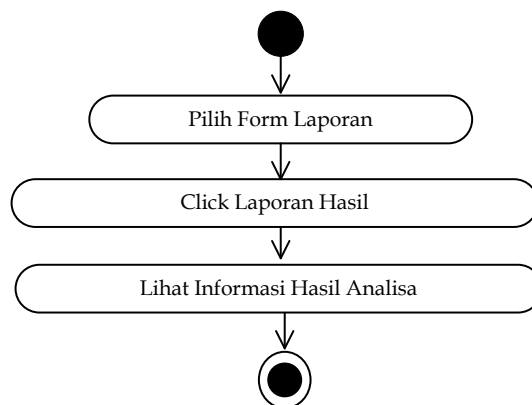 Pilih Form Laporan
Click Laporan Hasil
Lihat Informasi Hasil Analisa